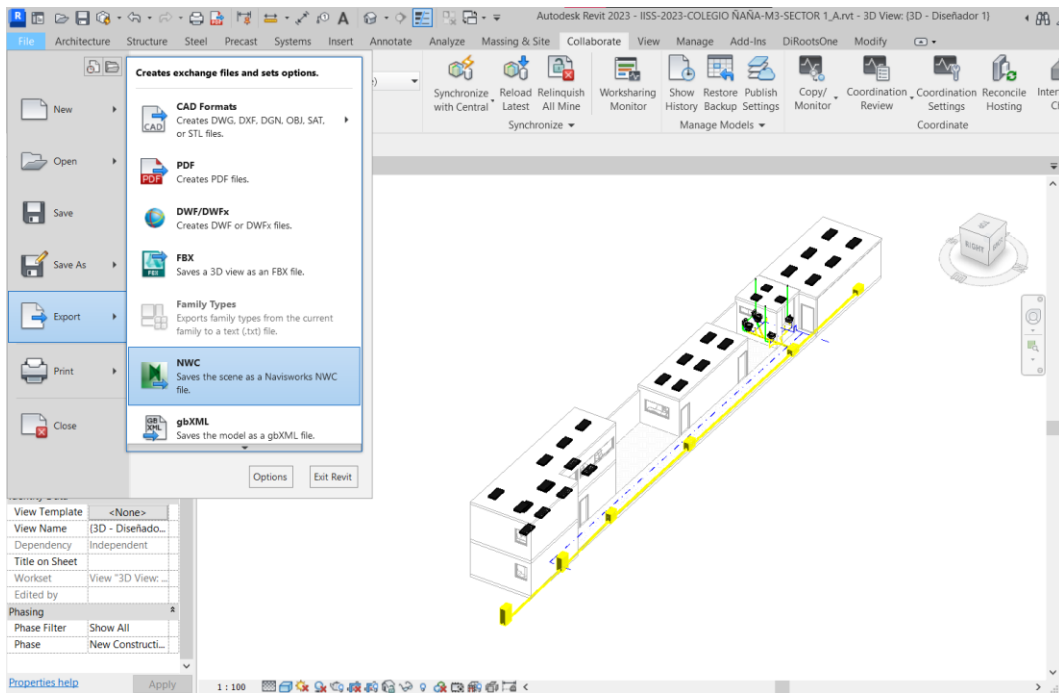 Autodesk Revit 2023 - IISS-2023-COLEGIO ÑAÑA-M3-SECTOR 1_A.rvt - 3D View: {3D - Diseñador 1}
File Architecture Structure Steel Precast Systems Insert Annotate Analyze Massing & Site Collaborate View Manage Add-Ins DiRootsOne Modify
Creates exchange files and sets options.
New
Open
Save
Save As
Export
Print
Close
CAD Formats
Creates DWG, DXF, DGN, OBJ, SAT,
or STL files.
CAD
PDF
Creates PDF files.
PDF
DWF/DWFx
Creates DWF or DWFx files.
FBX
Saves a 3D view as an FBX file.
FBX
Family Types
Exports family types from the current
family to a text (.txt) file.
NWC
Saves the scene as a Navisworks NWC
file.
gbXML
Saves the model as a gbXML file.
GB
XML
Options Exit Revit
Synchronize
with Central
Reload
Latest
Relinquish
All Mine
Worksharing
Monitor
Show
History
Restore
Backup
Publish
Settings
Copy/
Monitor
Coordination
Review
Coordination
Settings
Reconcile
Hosting
Synchronize
Manage Models
Coordinate
RIGHT
View Template <None>
View Name {3D - Diseñado...
Dependency Independent
Title on Sheet
Workset View "3D View: ...
Edited by
Phasing
Phase Filter Show All
Phase New Constructi...
Properties help Apply
1 : 100